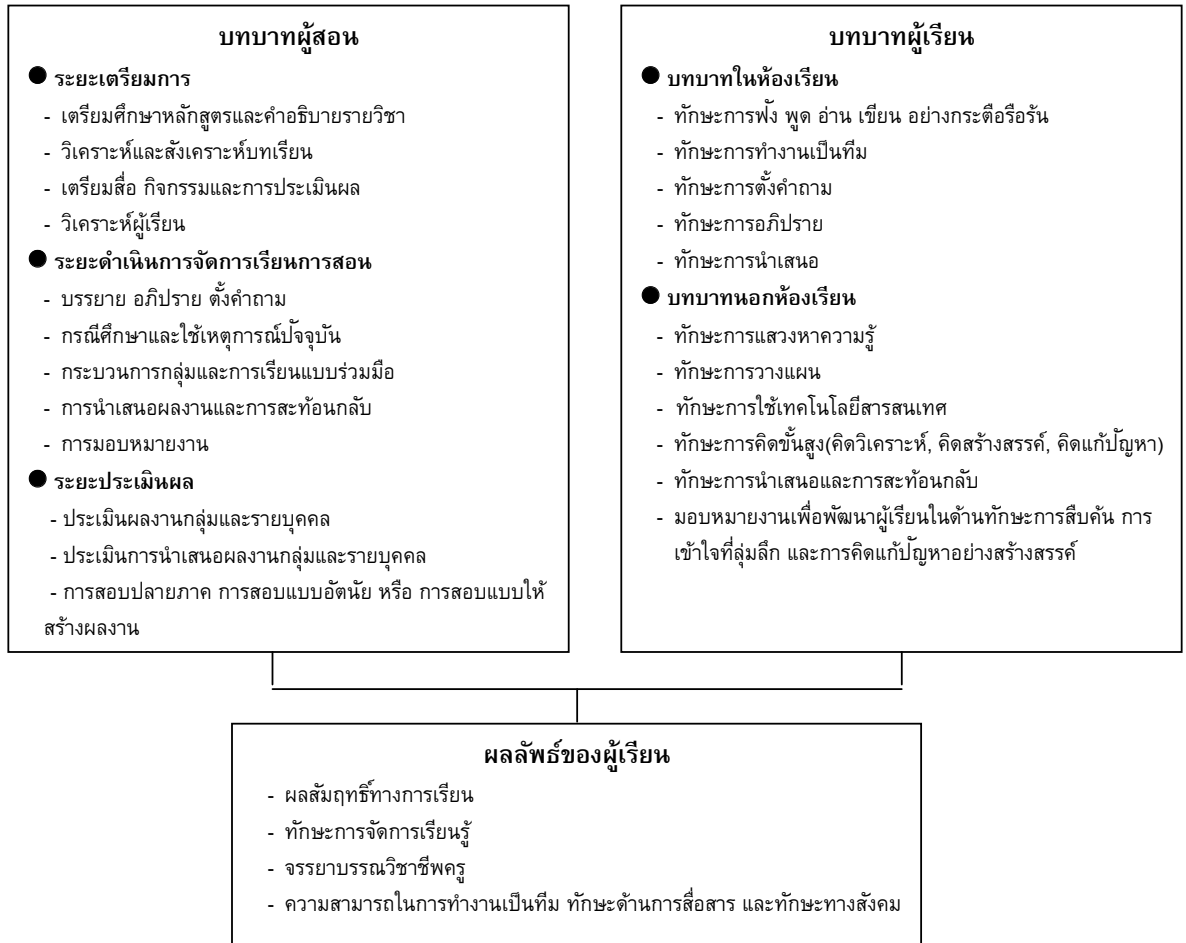 บทบาทผู้สอน
● ระยะเตรียมการ
- เตรียมศึกษาหลักสูตรและคำอธิบายรายวิชา
- วิเคราะห์และสังเคราะห์บทเรียน
- เตรียมสื่อ กิจกรรมและการประเมินผล
- วิเคราะห์ผู้เรียน
● ระยะดำเนินการจัดการเรียนการสอน
- บรรยาย อภิปราย ตั้งคำถาม
- กรณีศึกษาและใช้เหตุการณ์ปัจจุบัน
- กระบวนการกลุ่มและการเรียนแบบร่วมมือ
- การนำเสนอผลงานและการสะท้อนกลับ
- การมอบหมายงาน
● ระยะประเมินผล
- ประเมินผลงานกลุ่มและรายบุคคล
- ประเมินการนำเสนอผลงานกลุ่มและรายบุคคล
- การสอบปลายภาค การสอบแบบอัตนัย หรือ การสอบแบบให้
สร้างผลงาน
บทบาทผู้เรียน
● บทบาทในห้องเรียน
- ทักษะการฟัง พูด อ่าน เขียน อย่างกระตือรือร้น
- ทักษะการทำงานเป็นทีม
- ทักษะการตั้งคำถาม
- ทักษะการอภิปราย
- ทักษะการนำเสนอ
● บทบาทนอกห้องเรียน
- ทักษะการแสวงหาความรู้
- ทักษะการวางแผน
- ทักษะการใช้เทคโนโลยีสารสนเทศ
- ทักษะการคิดขั้นสูง(คิดวิเคราะห์, คิดสร้างสรรค์, คิดแก้ปัญหา)
- ทักษะการนำเสนอและการสะท้อนกลับ
- มอบหมายงานเพื่อพัฒนาผู้เรียนในด้านทักษะการสืบค้น การ
เข้าใจที่ลุ่มลึก และการคิดแก้ปัญหาอย่างสร้างสรรค์
ผลลัพธ์ของผู้เรียน
- ผลสัมฤทธิ์ทางการเรียน
- ทักษะการจัดการเรียนรู้
- จรรยาบรรณวิชาชีพครู
- ความสามารถในการทำงานเป็นทีม ทักษะด้านการสื่อสาร และทักษะทางสังคม